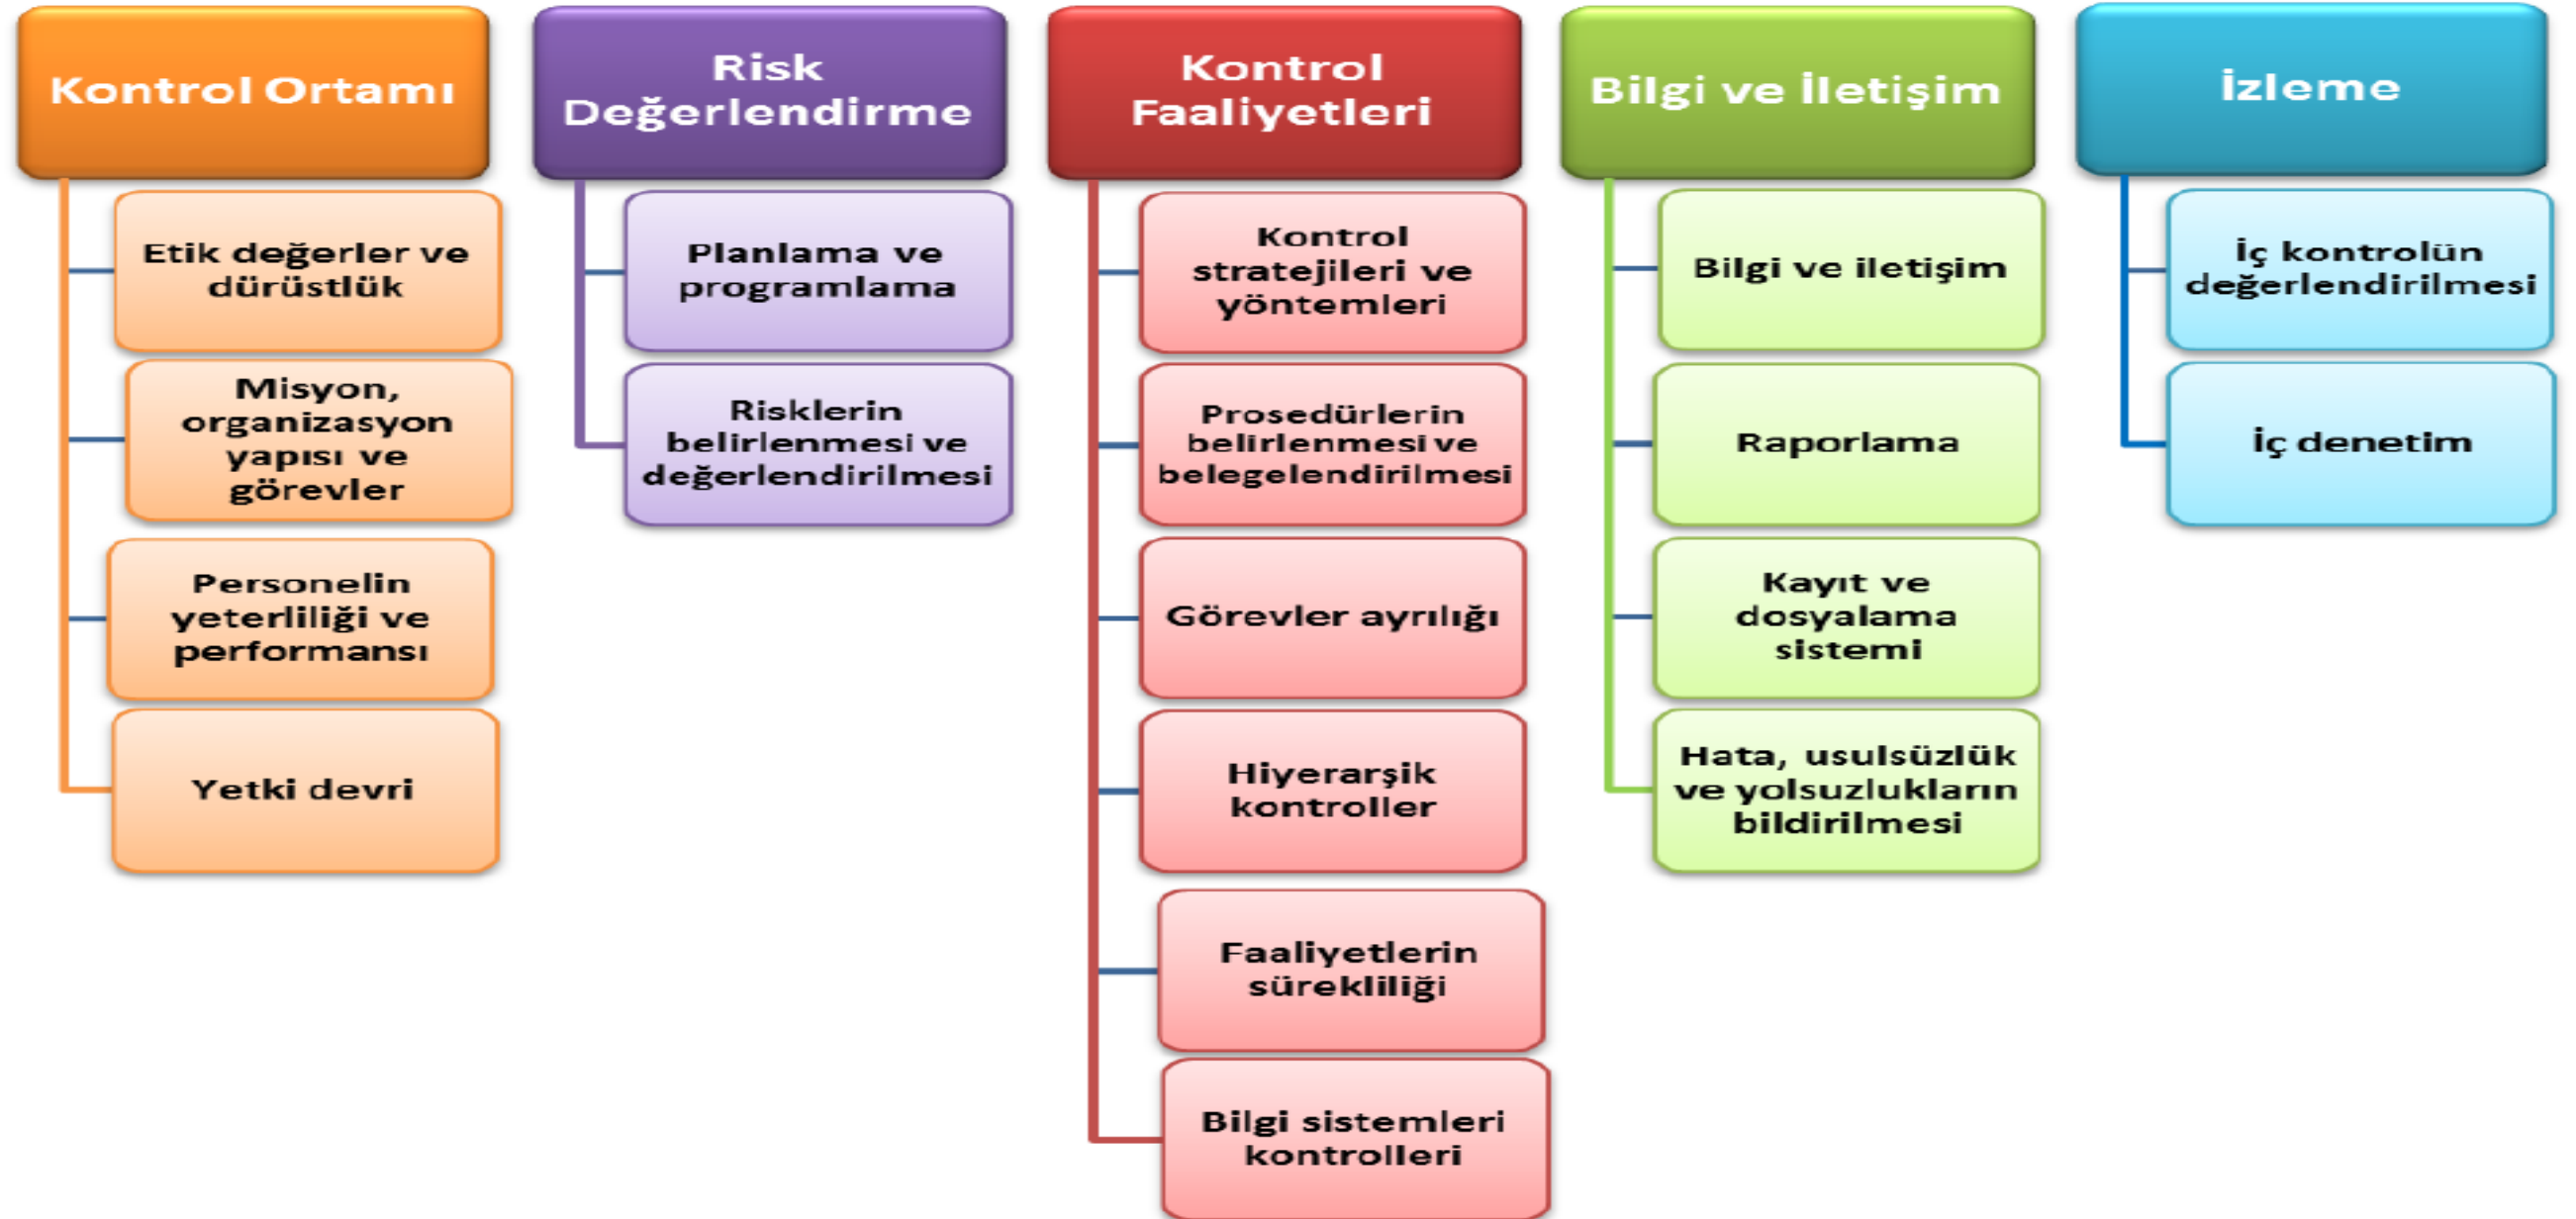 Kontrol Ortamı
Etik değerler ve
dürüstlük
Misyon,
organizasyon
yapısı ve
görevler
Personelin
yeterliliği ve
performansı
Yetki devri
Risk
Değerlendirme
Planlama ve
programlama
Risklerin
belirlenmesi ve
değerlendirilmesi
Kontrol
Faaliyetleri
Kontrol
stratejileri ve
yöntemleri
Prosedürlerin
belirlenmesi ve
belegelendirilmesi
Görevler ayrılığı
Hiyerarşik
kontroller
Faaliyetlerin
sürekliliği
Bilgi sistemleri
kontrolleri
Bilgi ve İletişim
Bilgi ve iletişim
Raporlama
Kayıt ve
dosyalama
sistemi
Hata, usulsüzlük
ve yolsuzlukların
bildirilmesi
İzleme
İç kontrolün
değerlendirilmesi
İç denetim